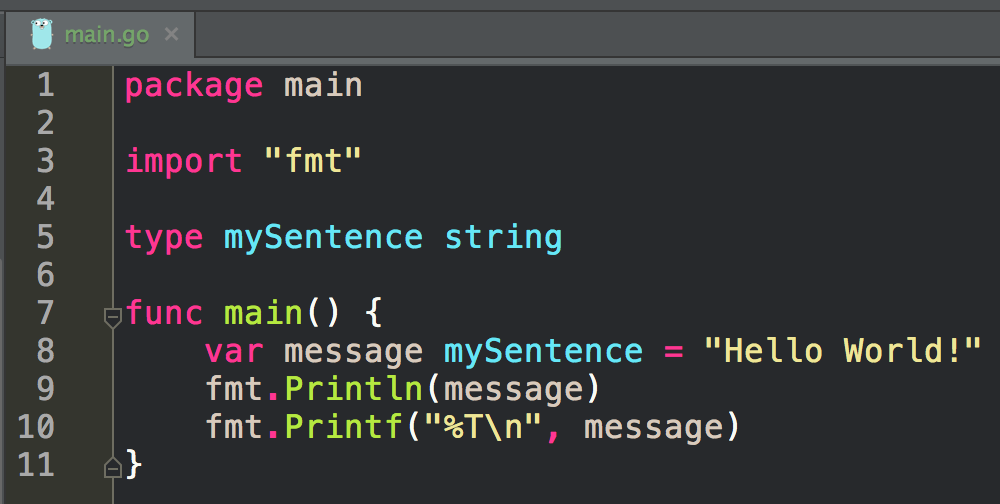 main.go
1 package main
2
3 import "fmt"
4
5 type mySentence string
6
7 func main() {
8     var message mySentence = "Hello World!"
9     fmt.Println(message)
10     fmt.Printf("%T\n", message)
11 }